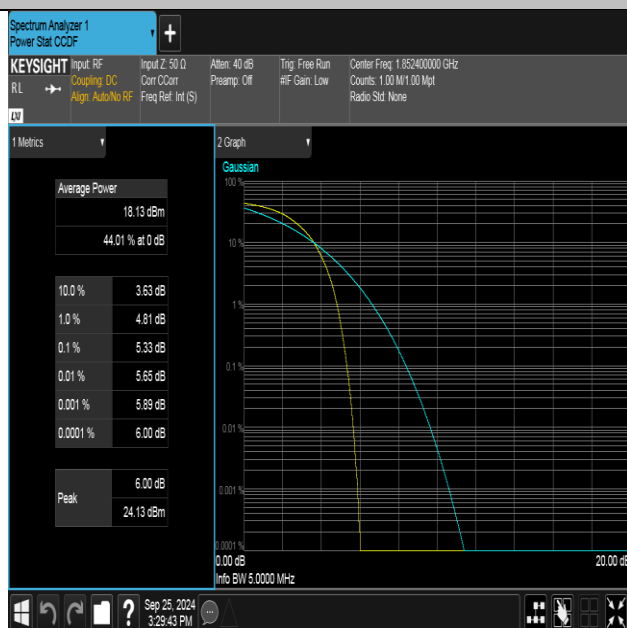 Spectrum Analyzer 1
Power Stat CCDF
KEYSIGHT
RL
LXI
Input: RF
Coupling: DC
Align: Auto/No RF
Input Z: 50 Ω
Corr CCorr
Freq Ref: Int (S)
Atten: 40 dB
Preamp: Off
Trig: Free Run
#IF Gain: Low
Center Freq: 1.852400000 GHz
Counts: 1.00 M/1.00 Mpt
Radio Std: None
1 Metrics
Average Power
18.13 dBm
44.01 % at 0 dB
10.0 % 3.63 dB
1.0 % 4.81 dB
0.1 % 5.33 dB
0.01 % 5.65 dB
0.001 % 5.89 dB
0.0001 % 6.00 dB
Peak
6.00 dB
24.13 dBm
2 Graph
Gaussian
100 %
10 %
1 %
0.1 %
0.01 %
0.001 %
0.0001 %
0.00 dB
20.00 dB
Info BW 5.0000 MHz
?
Sep 25, 2024
3:29:43 PM